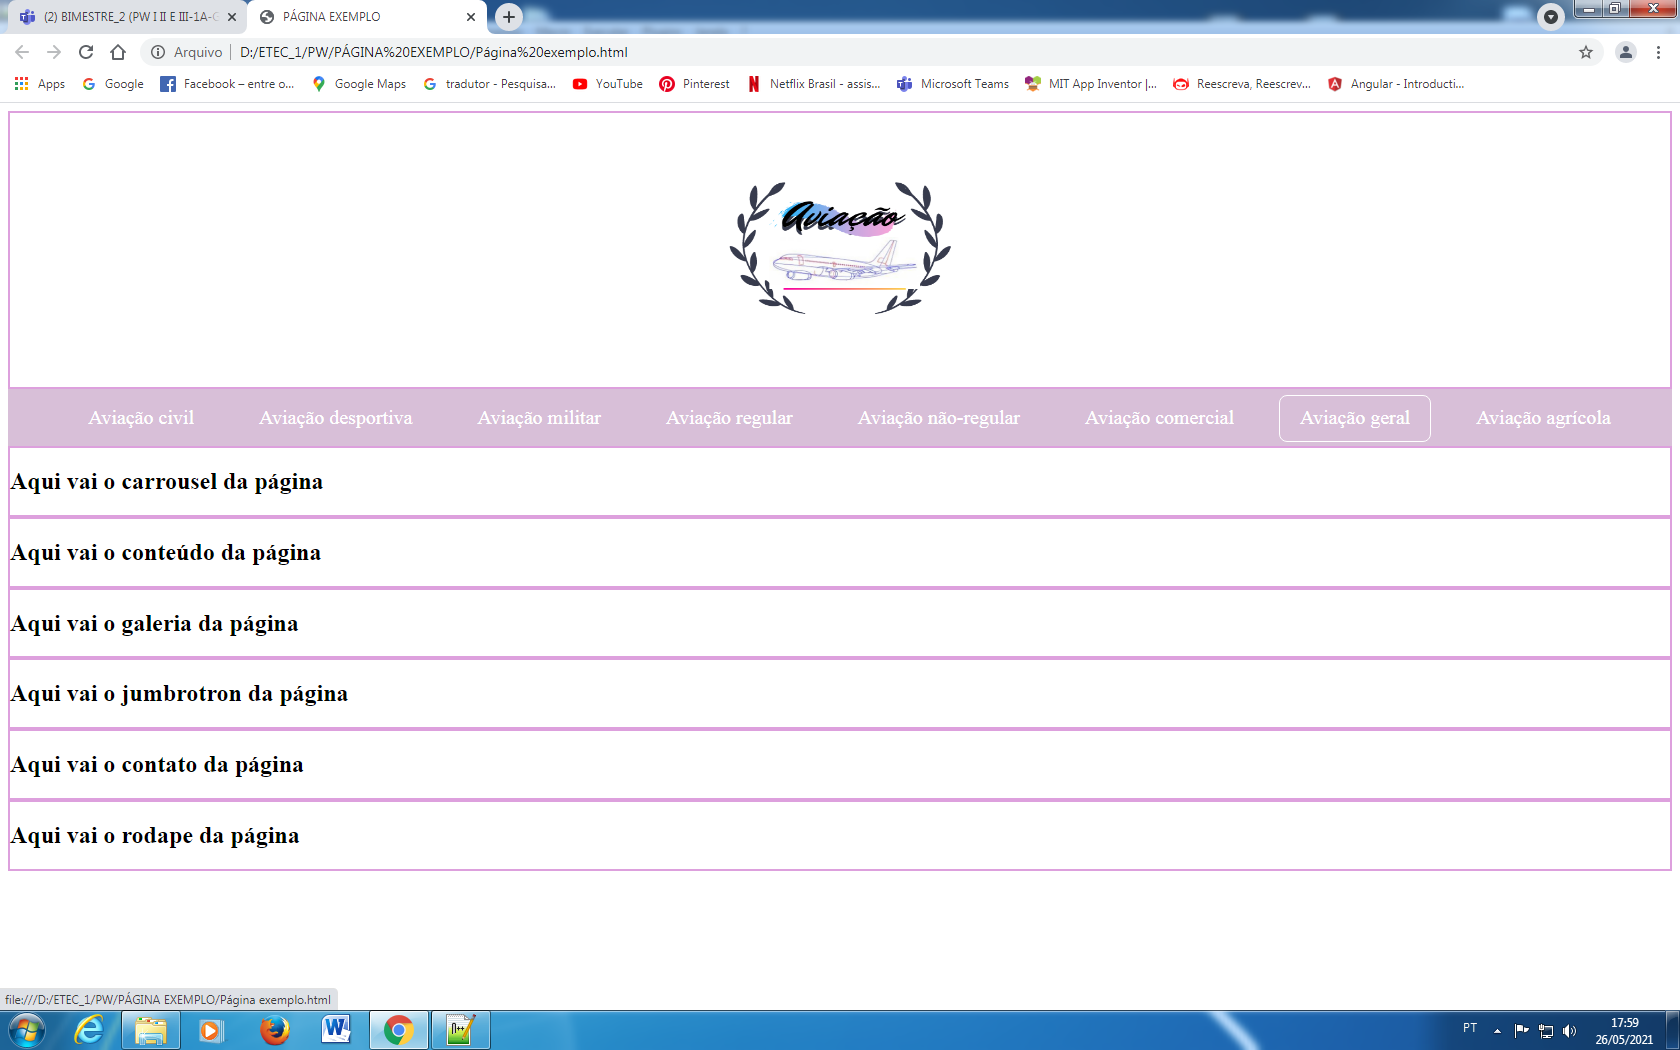 (2) BIMESTRE_2 (PW I II E III-1A-G
PÁGINA EXEMPLO
Arquivo | D:/ETEC_1/PW/PÁGINA%20EXEMPLO/Página%20exemplo.html
Apps Google Facebook – entre o... Google Maps tradutor - Pesquisa... YouTube Pinterest Netflix Brasil - assis... Microsoft Teams MIT App Inventor |... Reescreva, Reescrev... Angular - Introducti...
Aviação
Aviação civil Aviação desportiva Aviação militar Aviação regular Aviação não-regular Aviação comercial Aviação geral Aviação agrícola
Aqui vai o carrousel da página
Aqui vai o conteúdo da página
Aqui vai o galeria da página
Aqui vai o jumbrotron da página
Aqui vai o contato da página
Aqui vai o rodape da página
file:///D:/ETEC_1/PW/PÁGINA EXEMPLO/Página exemplo.html
PT 17:59
26/05/2021